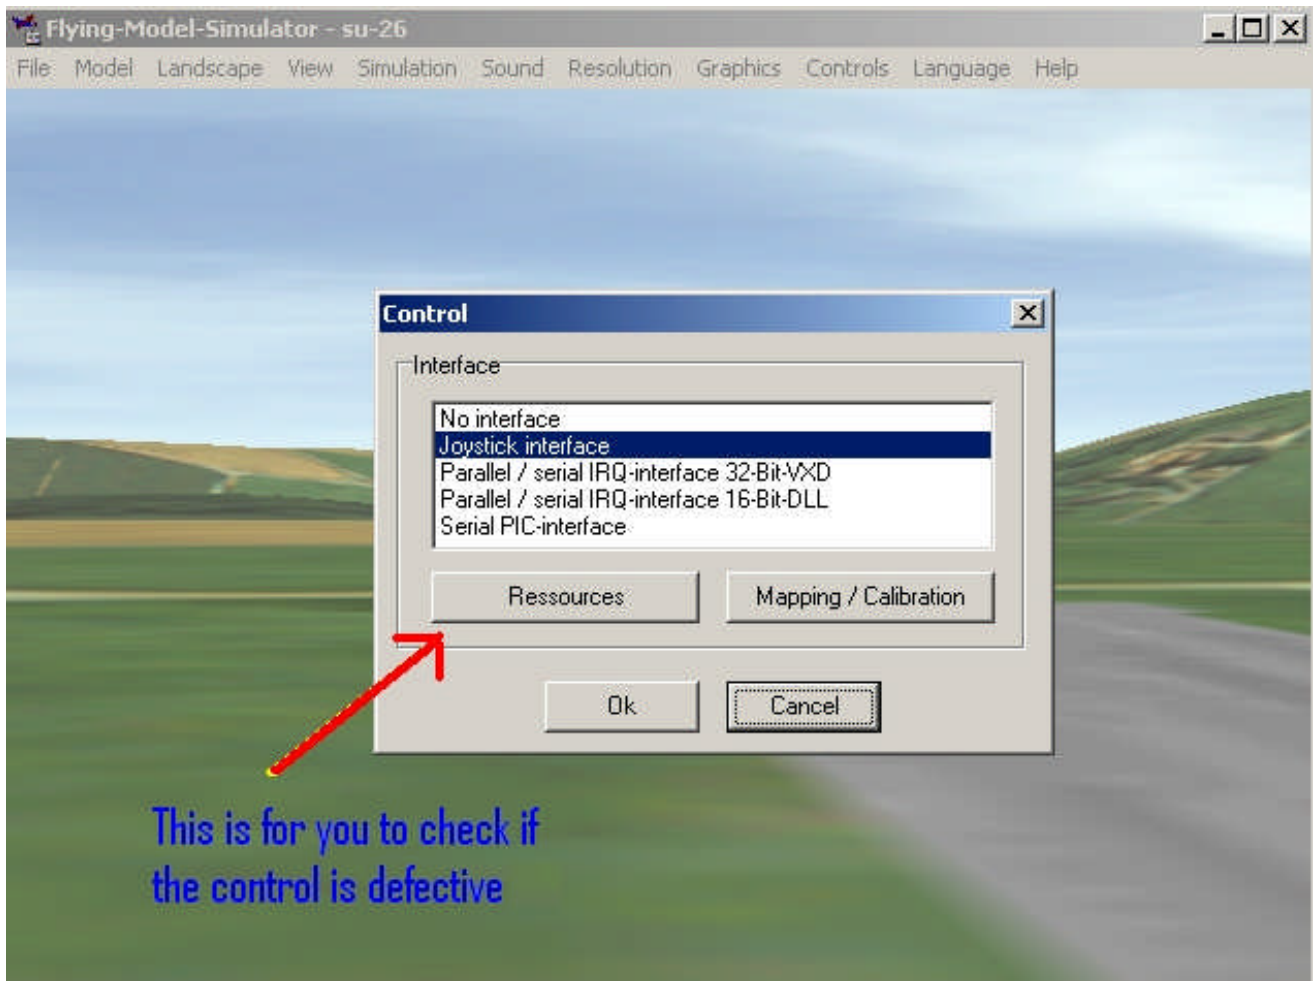 Flying-Model-Simulator - su-26
File Model Landscape View Simulation Sound Resolution Graphics Controls Language Help
Control
Interface
No interface
Joystick interface
Parallel / serial IRQ-interface 32-Bit-VXD
Parallel / serial IRQ-interface 16-Bit-DLL
Serial PIC-interface
Ressources Mapping / Calibration
Ok Cancel
This is for you to check if
the control is defective